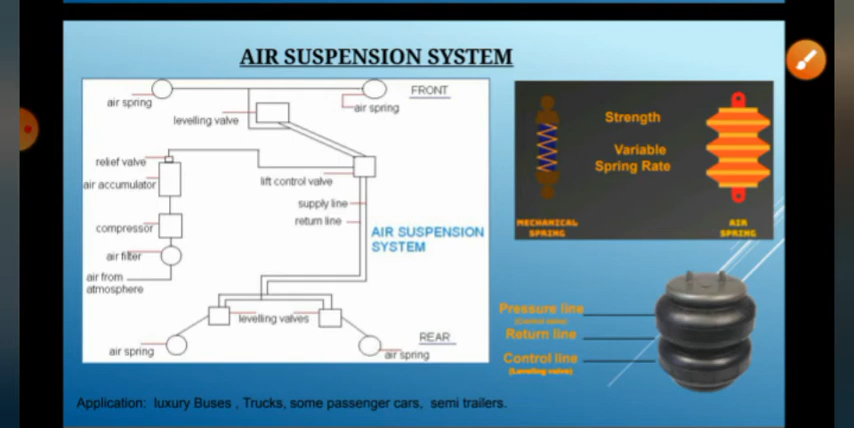 AIR SUSPENSION SYSTEM
FRONT
air spring
air spring
levelling valve
relief valve
air accumulator
lift control valve
supply line
return line
compressor
AIR SUSPENSION
SYSTEM
air filter
air from
atmosphere
levelling valves
REAR
air spring
air spring
Strength
Variable
Spring Rate
MECHANICAL
SPRING
AIR
SPRING
Pressure line
Return line
Control line
(Levelling valve)
Application: luxury Buses , Trucks, some passenger cars, semi trailers.